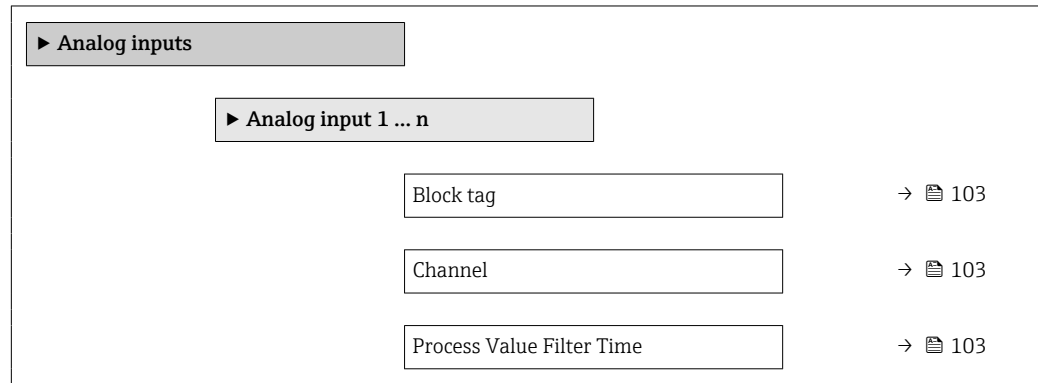 ▶ Analog inputs
▶ Analog input 1 ... n
Block tag → 103
Channel → 103
Process Value Filter Time → 103